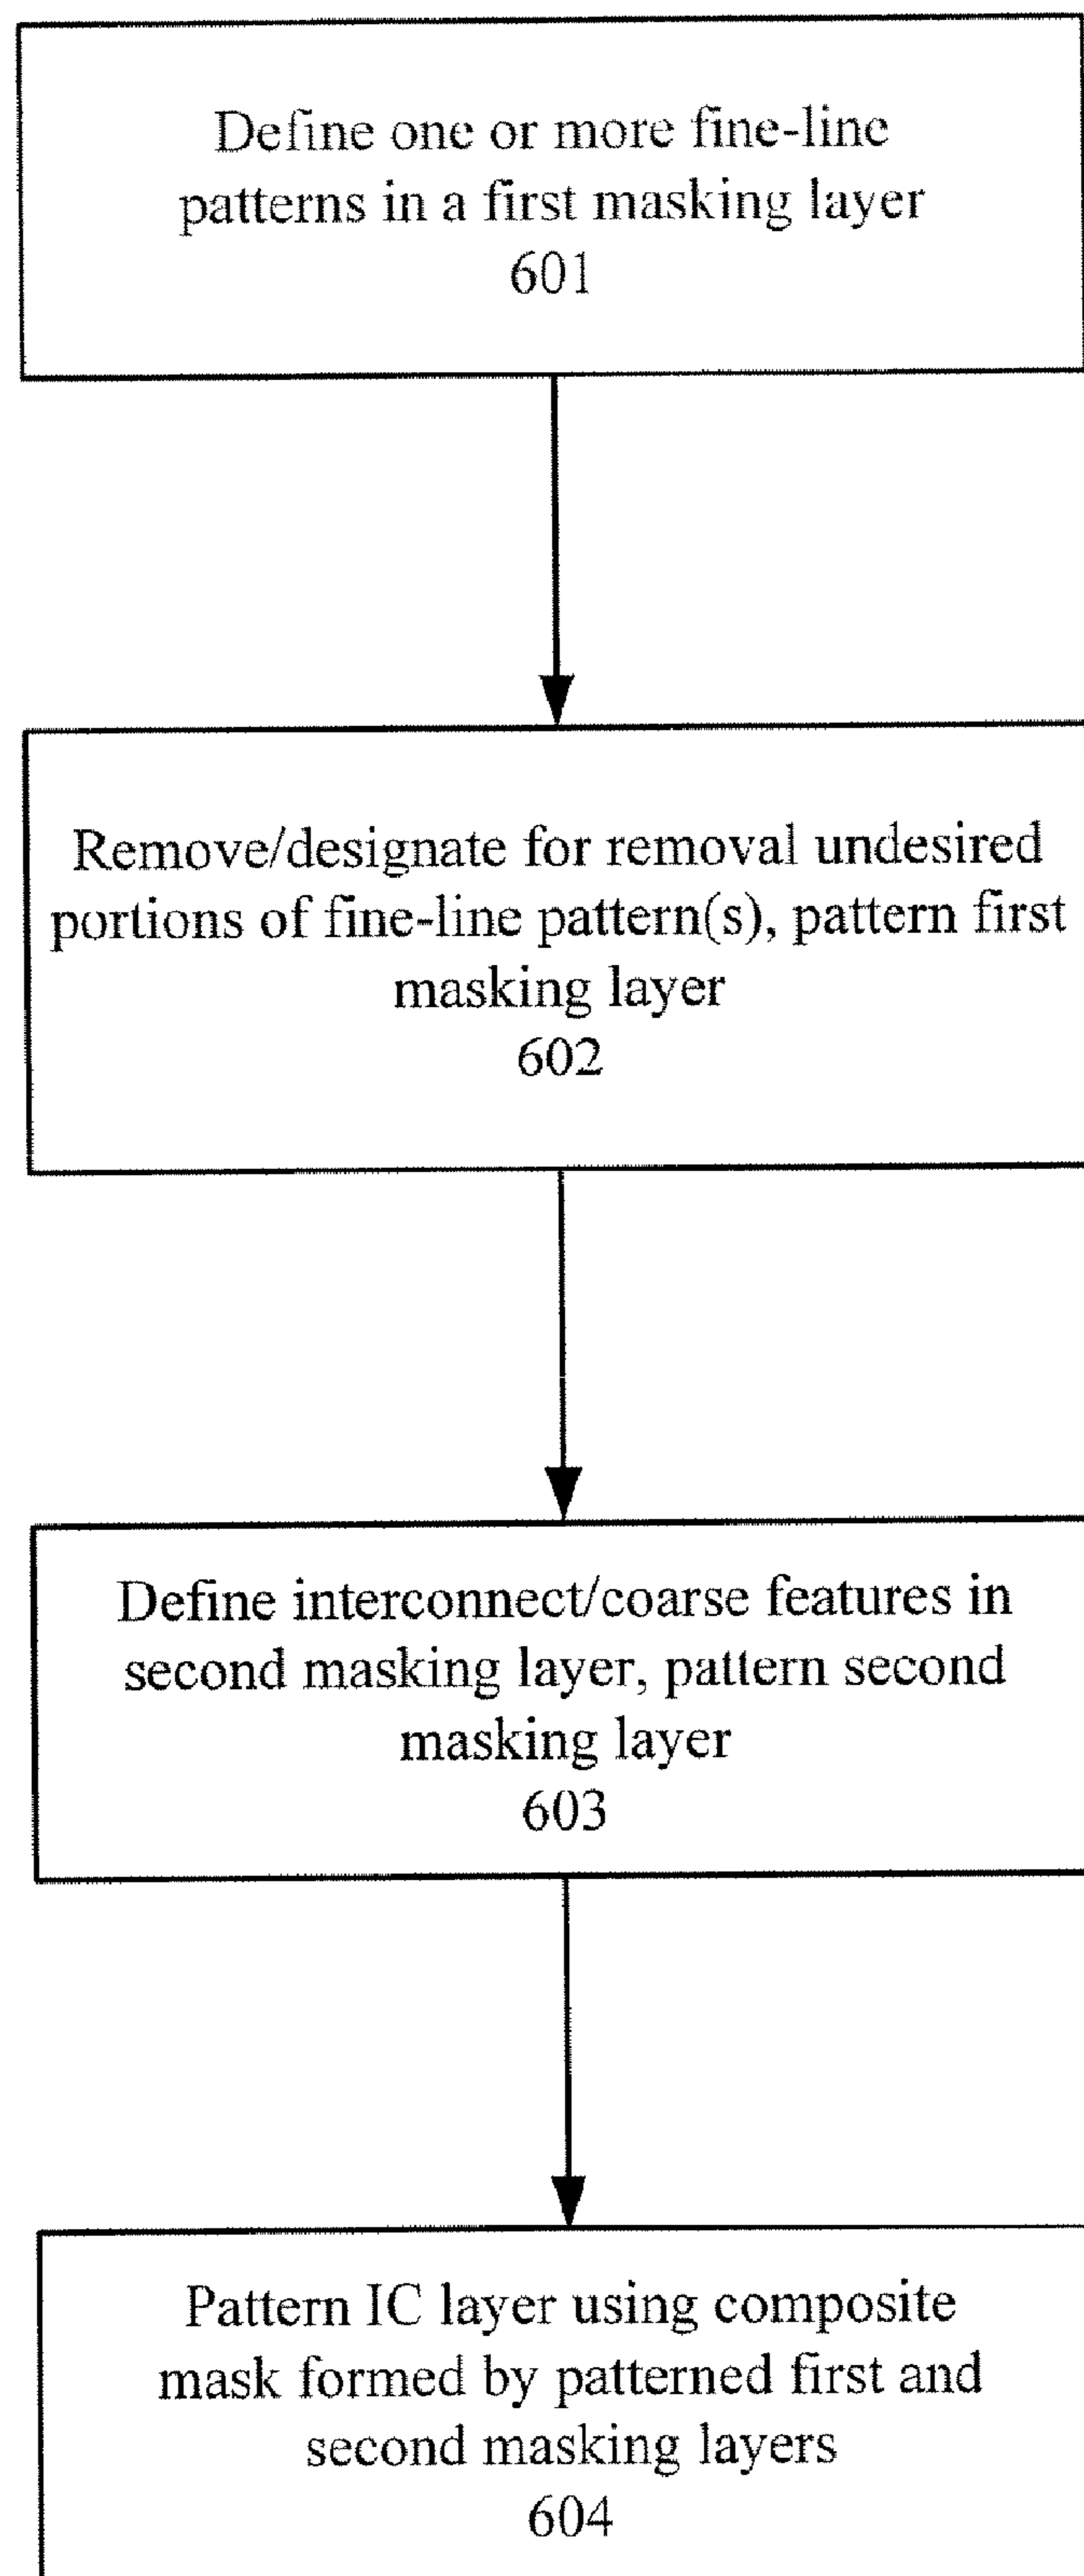 Define one or more fine-line
patterns in a first masking layer
601
Remove/designate for removal undesired
portions of fine-line pattern(s), pattern first
masking layer
602
Define interconnect/coarse features in
second masking layer, pattern second
masking layer
603
Pattern IC layer using composite
mask formed by patterned first and
second masking layers
604